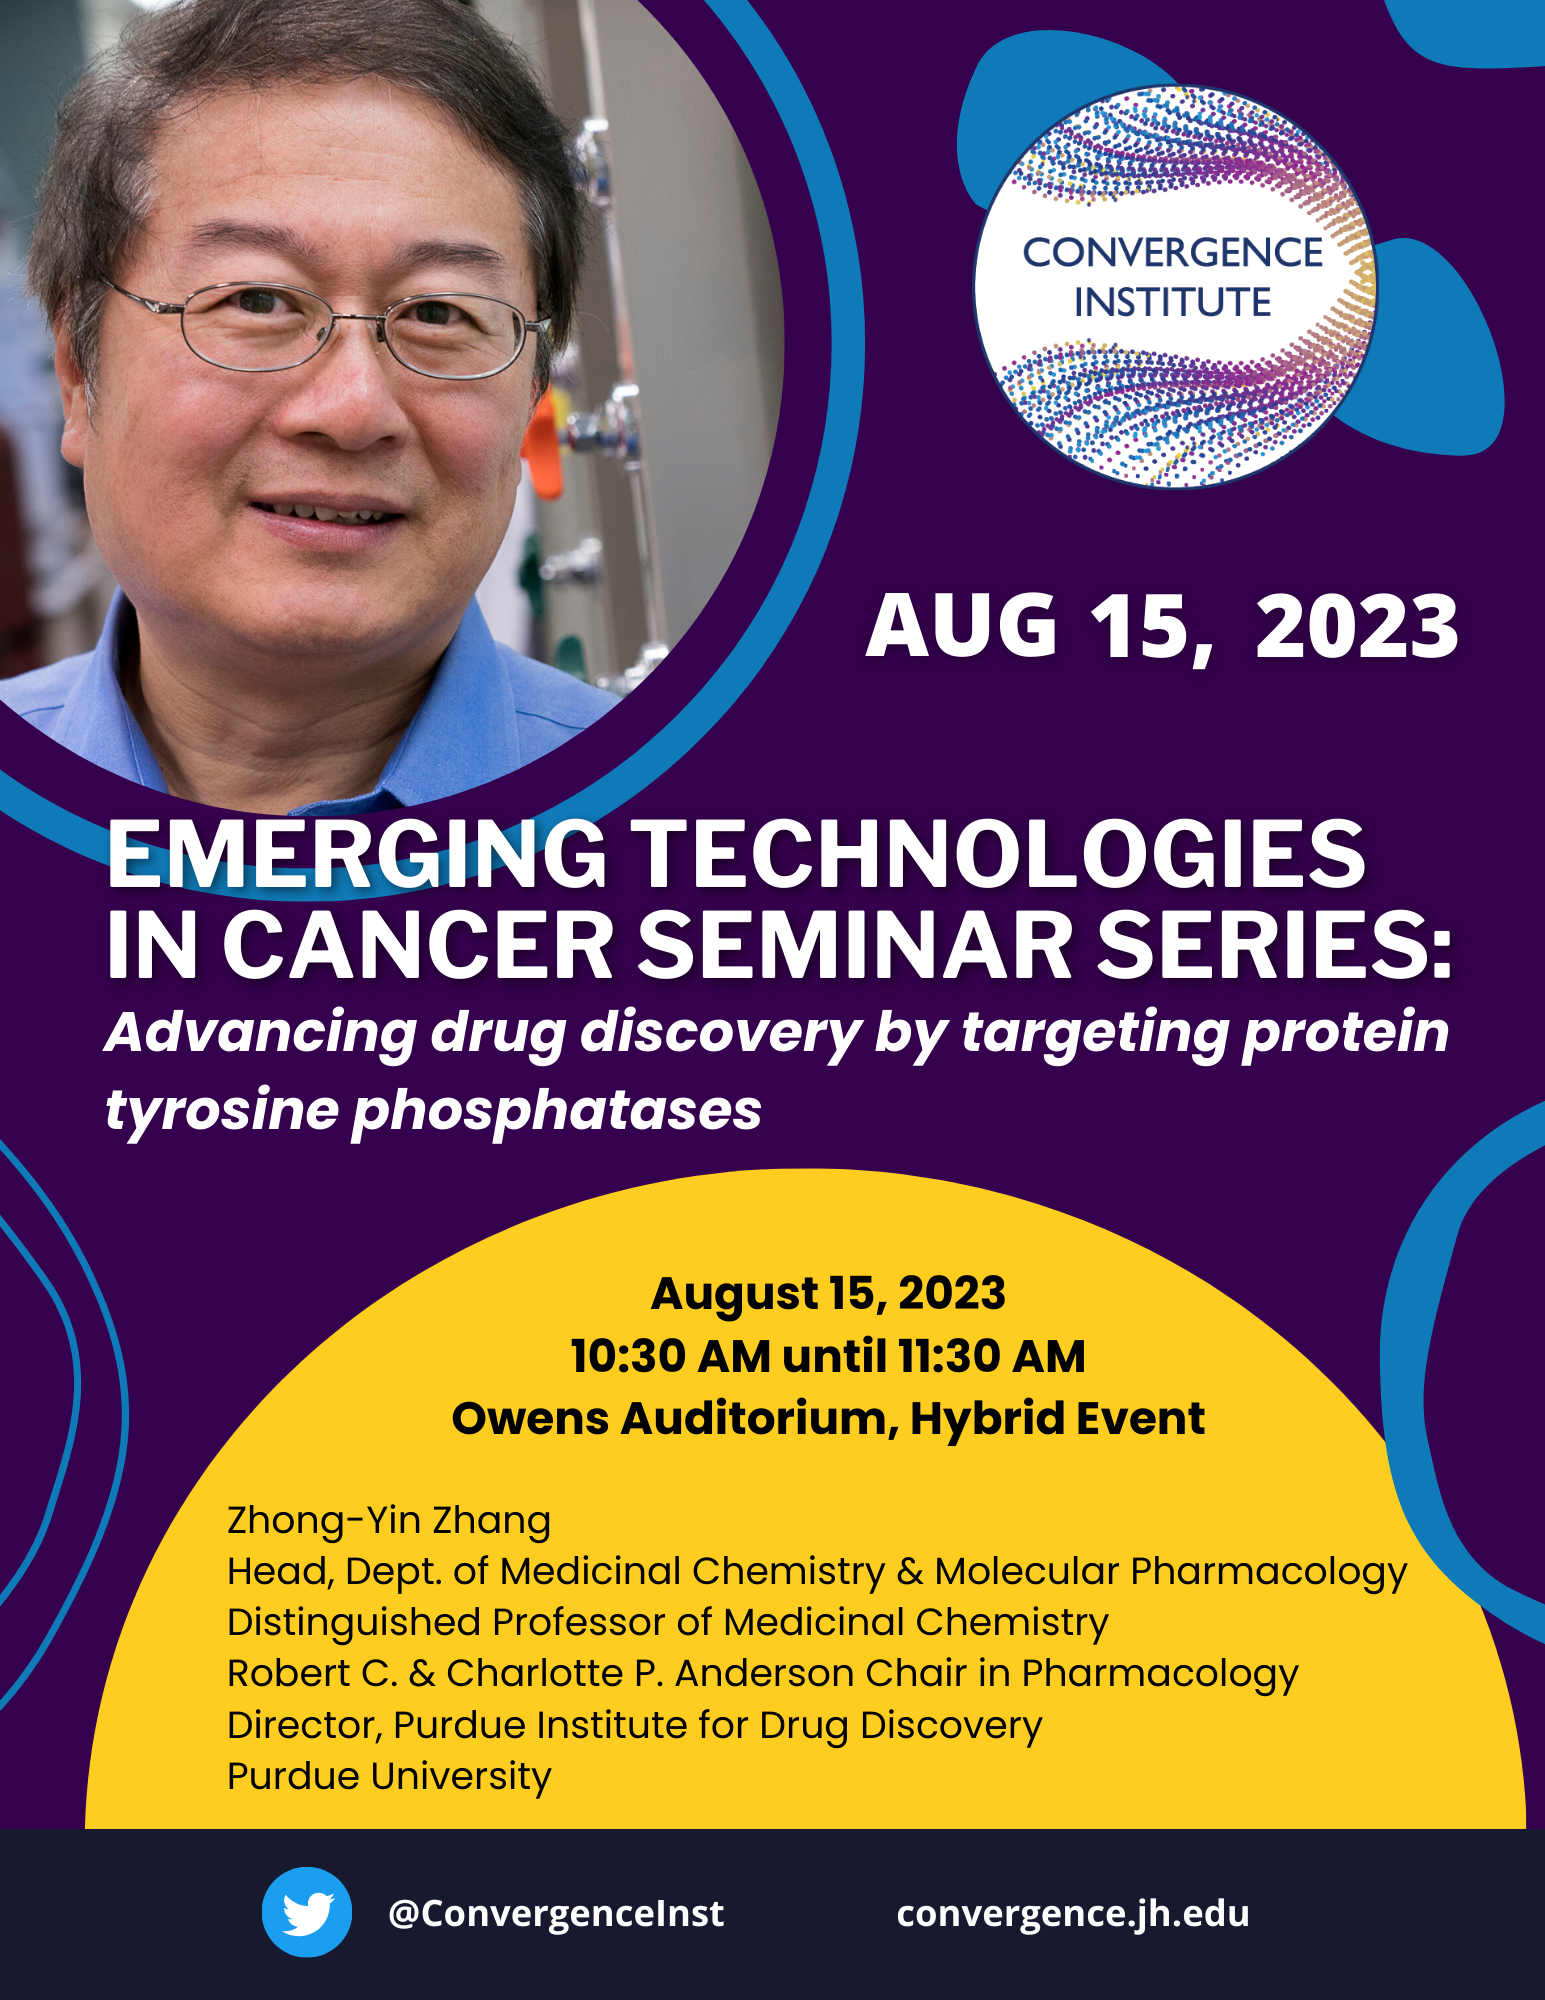 CONVERGENCE
INSTITUTE
AUG 15, 2023
EMERGING TECHNOLOGIES
IN CANCER SEMINAR SERIES:
Advancing drug discovery by targeting protein
tyrosine phosphatases
August 15, 2023
10:30 AM until 11:30 AM
Owens Auditorium, Hybrid Event
Zhong-Yin Zhang
Head, Dept. of Medicinal Chemistry & Molecular Pharmacology
Distinguished Professor of Medicinal Chemistry
Robert C. & Charlotte P. Anderson Chair in Pharmacology
Director, Purdue Institute for Drug Discovery
Purdue University
@ConvergenceInst
convergence.jh.edu